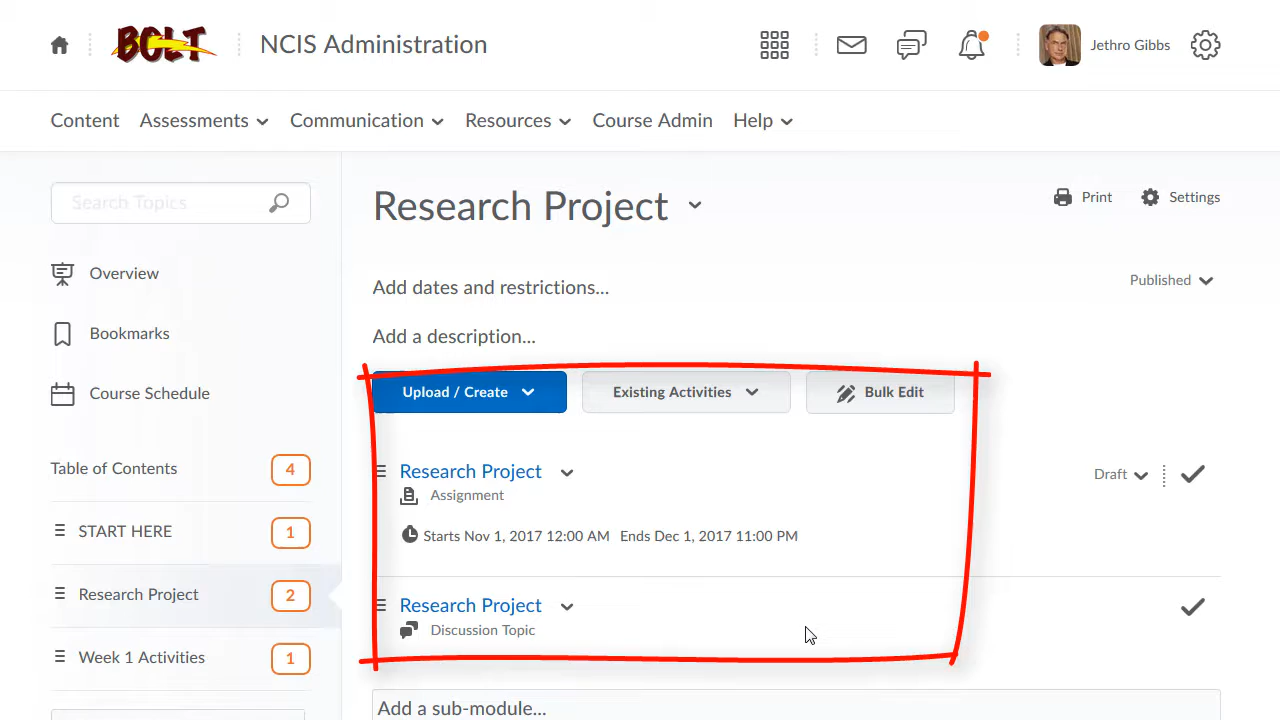 BOLT
NCIS Administration
Jethro Gibbs
Content Assessments Communication Resources Course Admin Help
Search Topics
Overview
Bookmarks
Course Schedule
Table of Contents 4
START HERE 1
Research Project 2
Week 1 Activities 1
Research Project
Print Settings
Add dates and restrictions...
Published
Add a description...
Upload / Create Existing Activities Bulk Edit
Research Project
Draft
Assignment
Starts Nov 1, 2017 12:00 AM Ends Dec 1, 2017 11:00 PM
Research Project
Discussion Topic
Add a sub-module...